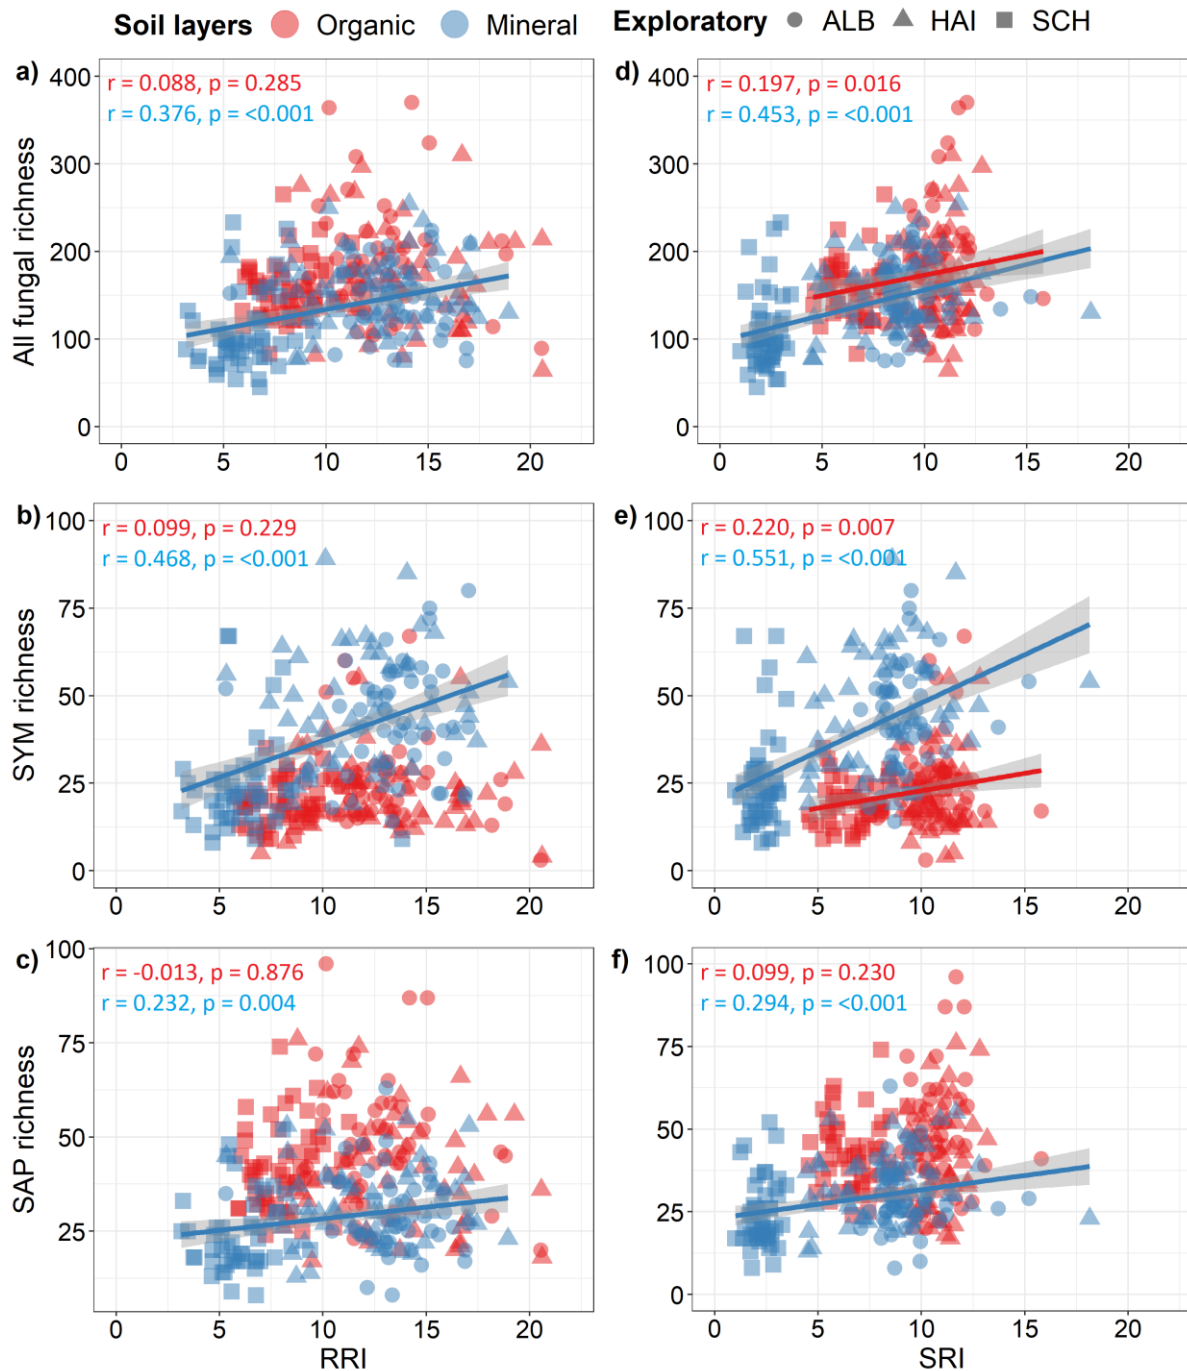 Soil layers Organic Mineral Exploratory ALB HAI SCH
a)
r = 0.088, p = 0.285
r = 0.376, p = <0.001
All fungal richness
400
300
200
100
0
0 5 10 15 20
d)
r = 0.197, p = 0.016
r = 0.453, p = <0.001
400
300
200
100
0
0 5 10 15 20
b)
r = 0.099, p = 0.229
r = 0.468, p = <0.001
SYM richness
100
75
50
25
0
0 5 10 15 20
e)
r = 0.220, p = 0.007
r = 0.551, p = <0.001
100
75
50
25
0
0 5 10 15 20
c)
r = -0.013, p = 0.876
r = 0.232, p = 0.004
SAP richness
100
75
50
25
0 5 10 15 20
RRI
f)
r = 0.099, p = 0.230
r = 0.294, p = <0.001
100
75
50
25
0
0 5 10 15 20
SRI